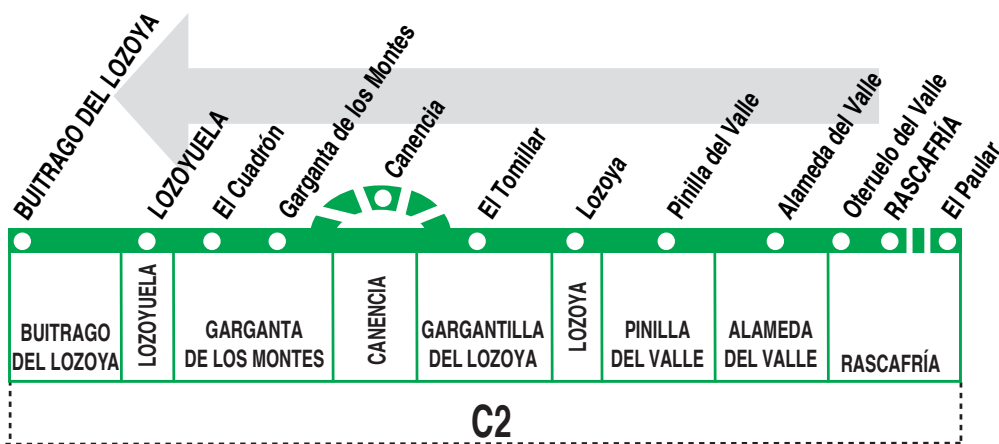 BUITRAGO DEL LOZOYA
LOZOYUELA
El Cuadrón
Garganta de los Montes
Canencia
El Tomillar
Lozoya
Pinilla del Valle
Alameda del Valle
Oteruelo del Valle
RASCAFRÍA
El Paular
BUITRAGO
DEL LOZOYA
LOZOYUELA
GARGANTA
DE LOS MONTES
CANENCIA
GARGANTILLA
DEL LOZOYA
LOZOYA
PINILLA
DEL VALLE
ALAMEDA
DEL VALLE
RASCAFRÍA
C2